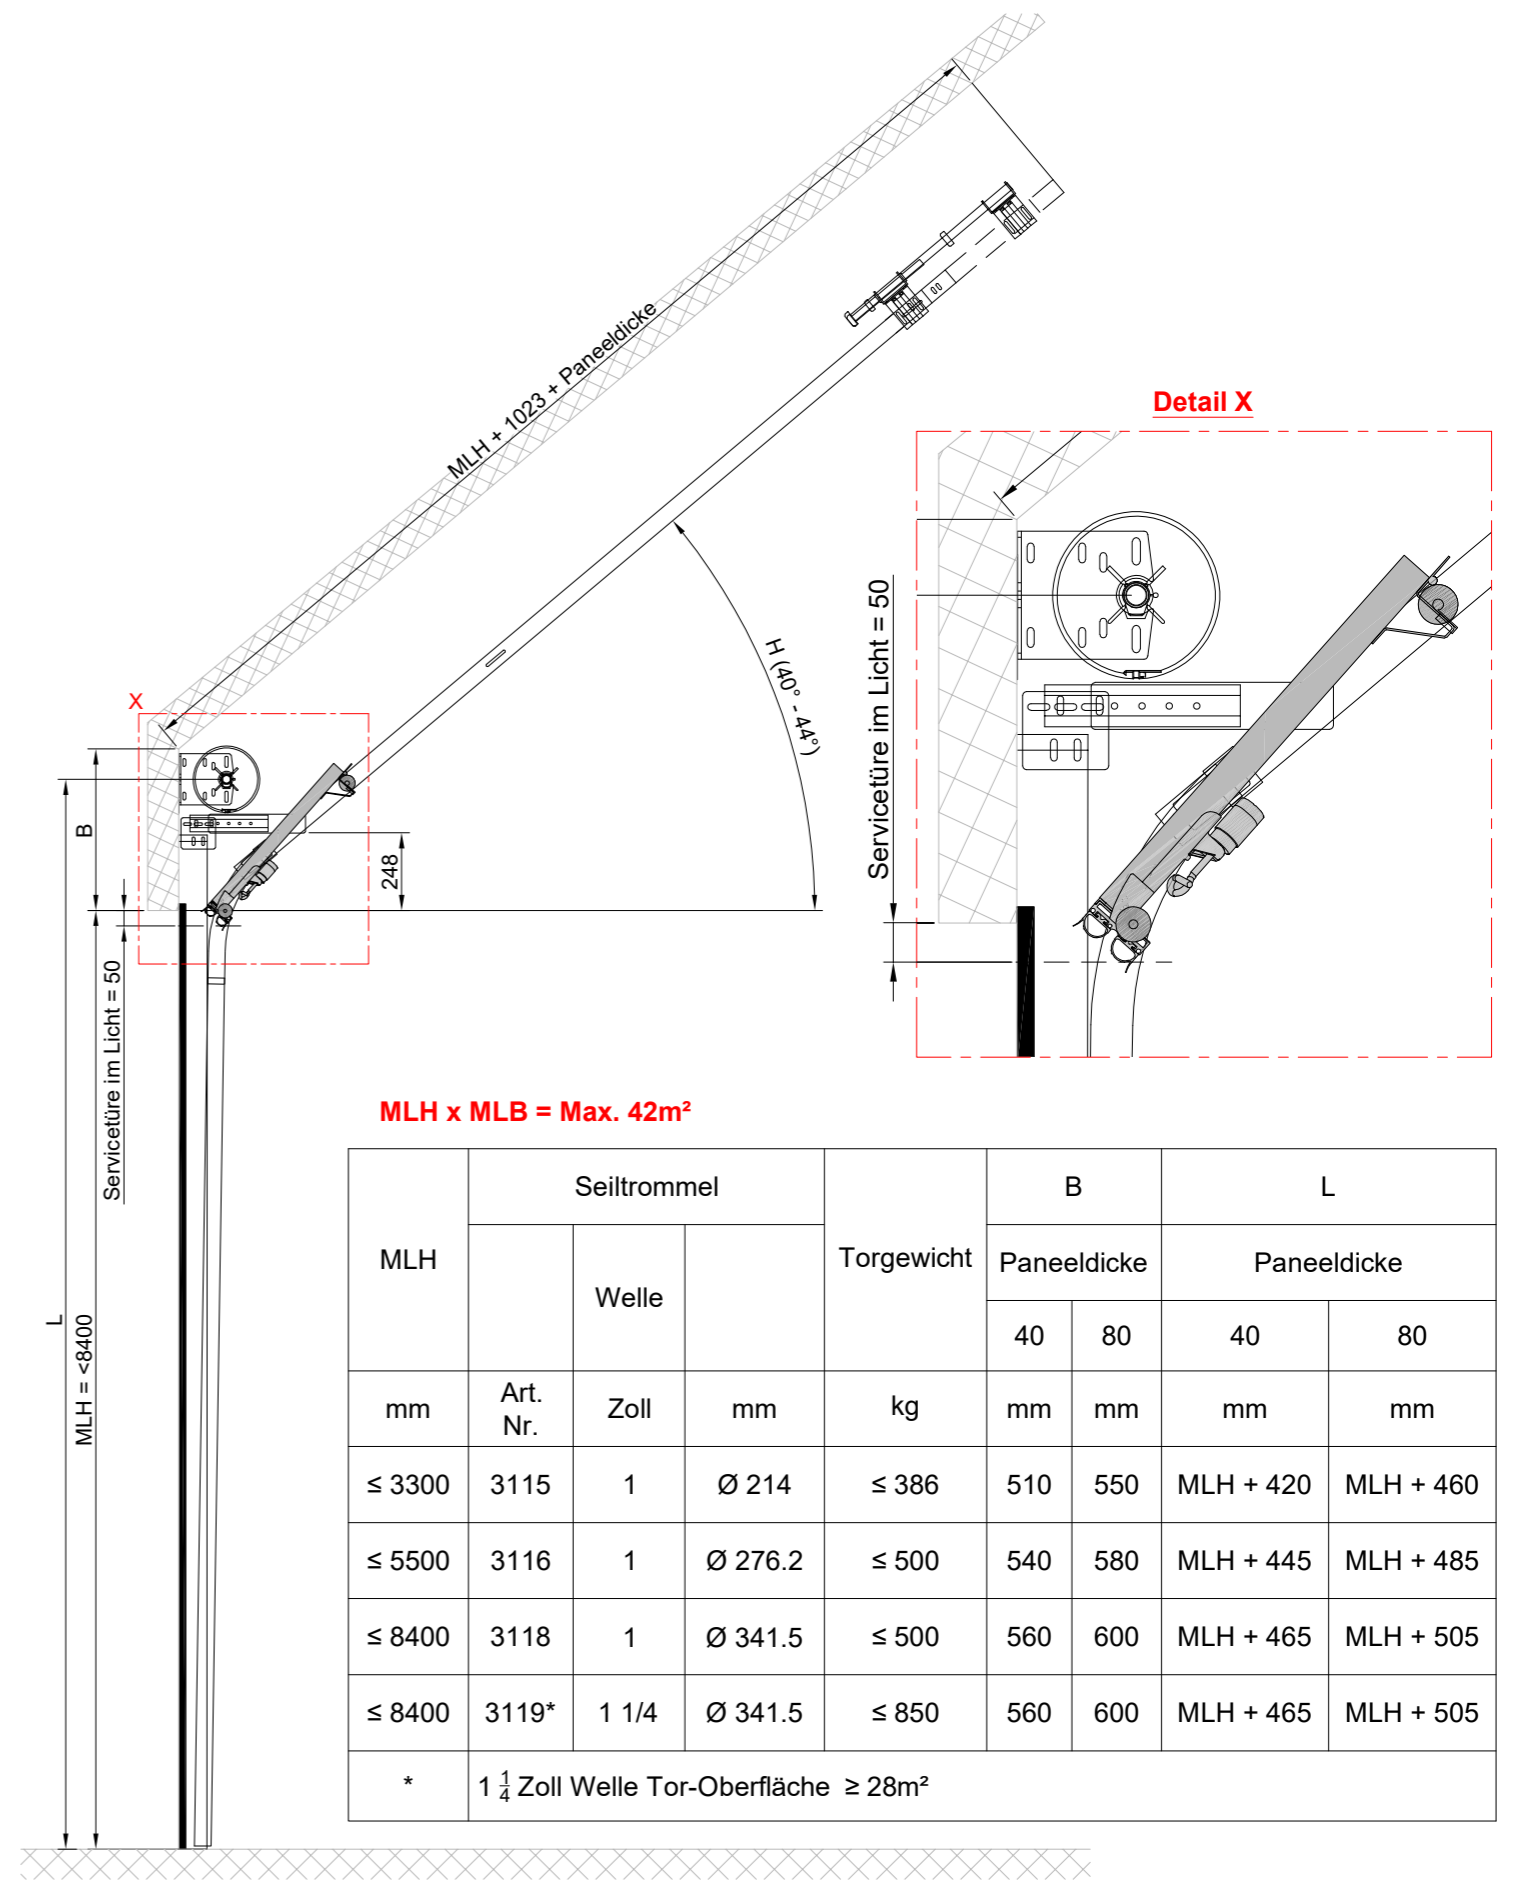 MLH + 1023 + Paneeldicke
Detail X
X
H (40° - 44°)
B
248
Servicetüre im Licht = 50
Servicetüre im Licht = 50
L
MLH = <8400
MLH x MLB = Max. 42m²
MLH Seiltrommel Torgewicht B L
Welle Paneeldicke Paneeldicke
40 80 40 80
mm Art. Nr. Zoll mm kg mm mm mm mm
≤ 3300 3115 1 Ø 214 ≤ 386 510 550 MLH + 420 MLH + 460
≤ 5500 3116 1 Ø 276.2 ≤ 500 540 580 MLH + 445 MLH + 485
≤ 8400 3118 1 Ø 341.5 ≤ 500 560 600 MLH + 465 MLH + 505
≤ 8400 3119* 1 1/4 Ø 341.5 ≤ 850 560 600 MLH + 465 MLH + 505
* 1 1/4 Zoll Welle Tor-Oberfläche ≥ 28m²